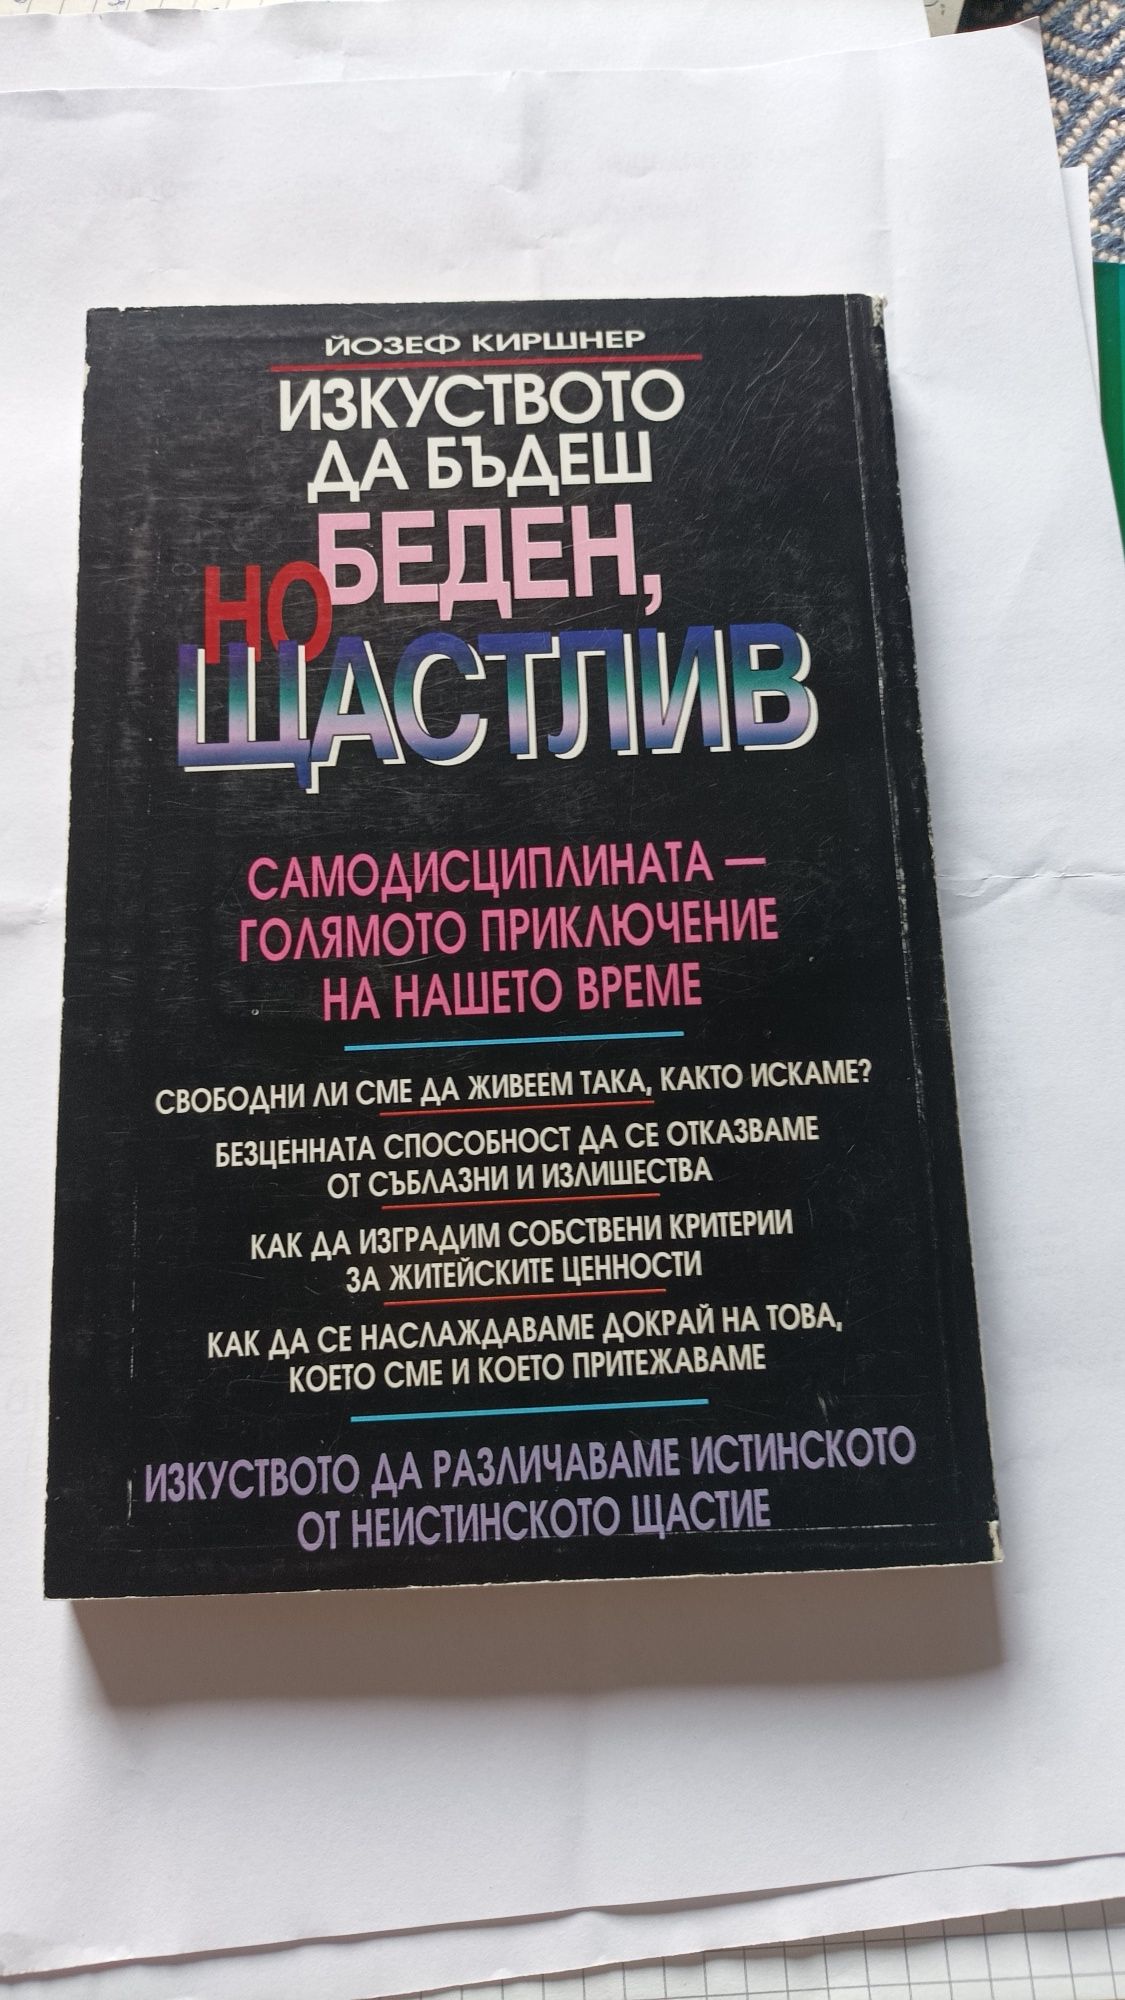 ЙОЗЕФ КИРШНЕР
ИЗКУСТВОТО
ДА БЪДЕШ
БЕДЕН,
НО
ЩАСТЛИВ
САМОДИСЦИПЛИНАТА —
ГОЛЯМОТО ПРИКЛЮЧЕНИЕ
НА НАШЕТО ВРЕМЕ
СВОБОДНИ ЛИ СМЕ ДА ЖИВЕЕМ ТАКА, КАКТО ИСКАМЕ?
БЕЗЦЕННАТА СПОСОБНОСТ ДА СЕ ОТКАЗВАМЕ
ОТ СЪБЛАЗНИ И ИЗЛИШЕСТВА
КАК ДА ИЗГРАДИМ СОБСТВЕНИ КРИТЕРИИ
ЗА ЖИТЕЙСКИТЕ ЦЕННОСТИ
КАК ДА СЕ НАСЛАЖДАВАМЕ ДОКРАЙ НА ТОВА,
КОЕТО СМЕ И КОЕТО ПРИТЕЖАВАМЕ
ИЗКУСТВОТО ДА РАЗЛИЧАВАМЕ ИСТИНСКОТО
ОТ НЕИСТИНСКОТО ЩАСТИЕ